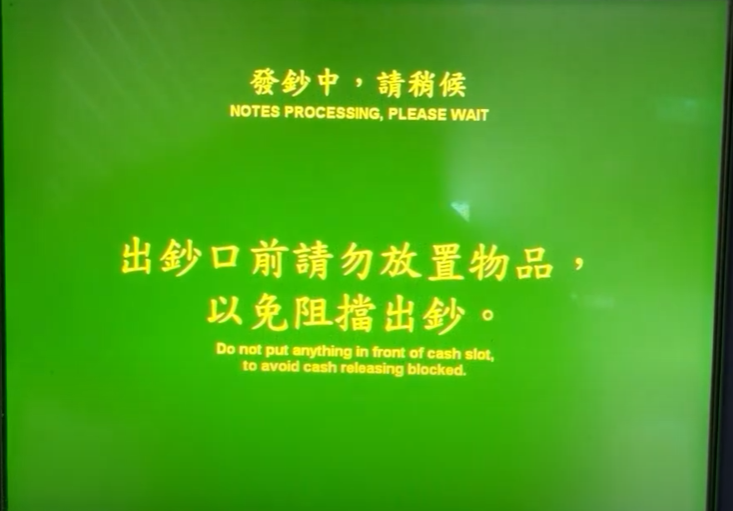 發鈔中，請稍候
NOTES PROCESSING, PLEASE WAIT
出鈔口前請勿放置物品，
以免阻擋出鈔。
Do not put anything in front of cash slot,
to avoid cash releasing blocked.